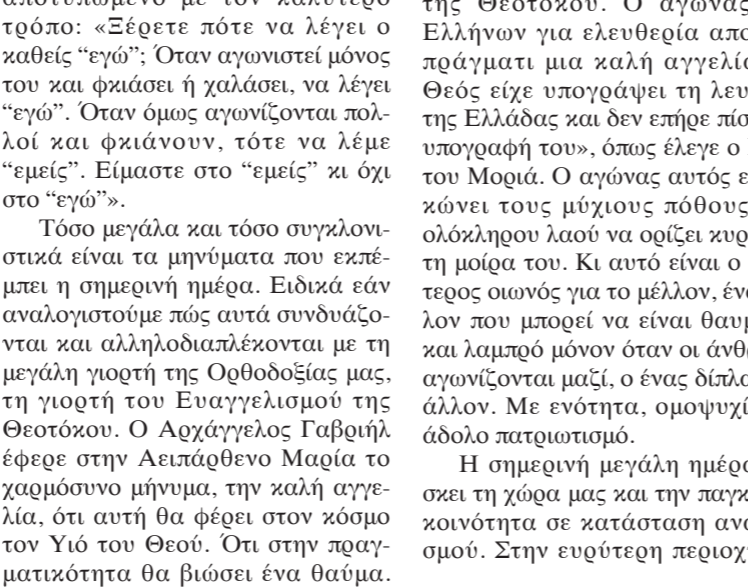 τρόπο: «Ξέρετε πότε να λέγει ο
καθείς “εγώ”; Όταν αγωνιστεί μόνος
του και φκιάσει ή χαλάσει, να λέγει
“εγώ”. Όταν όμως αγωνίζονται πολ-
λοί και φκιάνουν, τότε να λέμε
“εμείς”. Είμαστε στο “εμείς” κι όχι
στο “εγώ”».
Τόσο μεγάλα και τόσο συγκλονι-
στικά είναι τα μηνύματα που εκπέ-
μπει η σημερινή ημέρα. Ειδικά εάν
αναλογιστούμε πώς αυτά συνδυάζο-
νται και αλληλοδιαπλέκονται με τη
μεγάλη γιορτή της Ορθοδοξίας μας,
τη γιορτή του Ευαγγελισμού της
Θεοτόκου. Ο Αρχάγγελος Γαβριήλ
έφερε στην Αειπάρθενο Μαρία το
χαρμόσυνο μήνυμα, την καλή αγγε-
λία, ότι αυτή θα φέρει στον κόσμο
τον Υιό του Θεού. Ότι στην πραγ-
ματικότητα θα βιώσει ένα θαύμα.
της Θεοτόκου. Ο αγώνας
Ελλήνων για ελευθερία απο
πράγματι μια καλή αγγελία
Θεός είχε υπογράψει τη λευ
της Ελλάδας και δεν επήρε πίσ
υπογραφή του», όπως έλεγε ο
του Μοριά. Ο αγώνας αυτός ε
κώνει τους μύχιους πόθους
ολόκληρου λαού να ορίζει κυρ
τη μοίρα του. Κι αυτό είναι ο
τερος οιωνός για το μέλλον, ένα
λον που μπορεί να είναι θαυμ
και λαμπρό μόνον όταν οι άνθρ
αγωνίζονται μαζί, ο ένας δίπλα
άλλον. Με ενότητα, ομοψυχί
άδολο πατριωτισμό.
Η σημερινή μεγάλη ημέρα
σκει τη χώρα μας και την παγκ
κοινότητα σε κατάσταση ανα
σμού. Στην ευρύτερη περιοχ